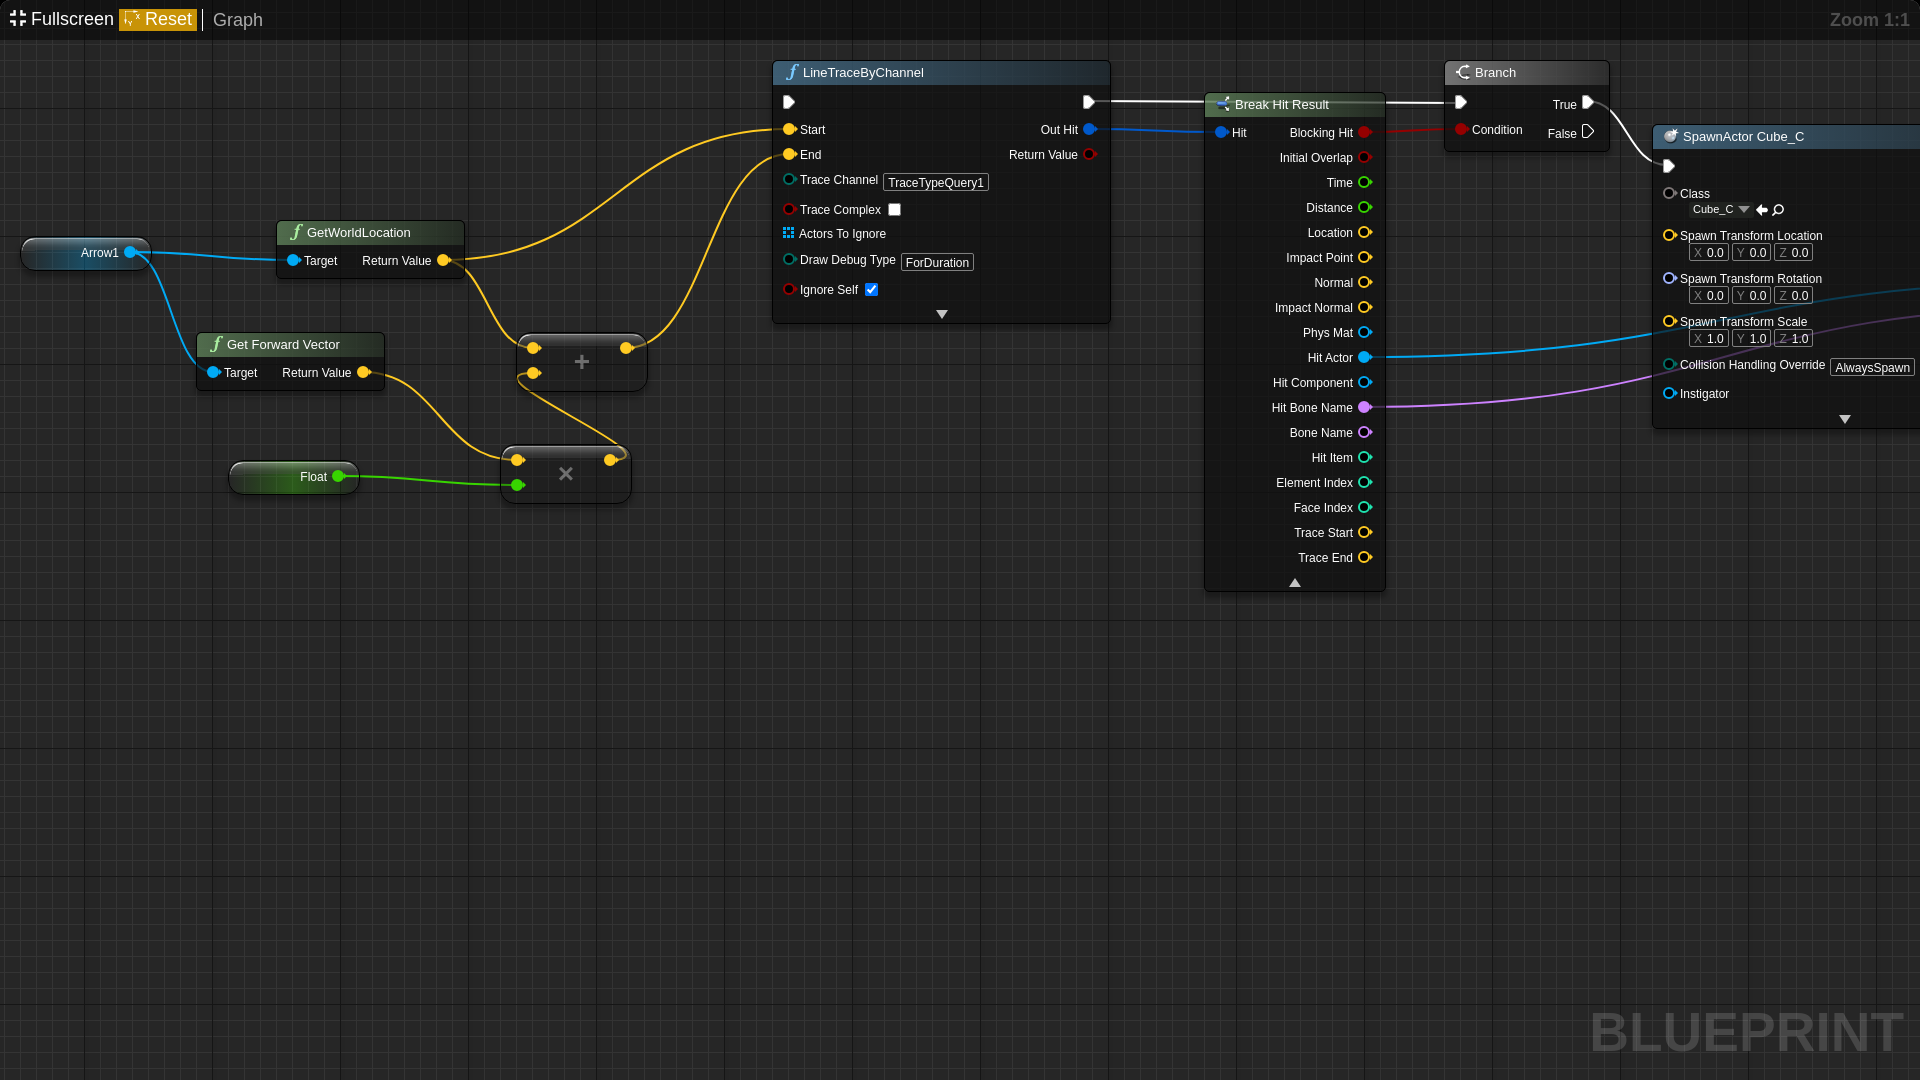 Fullscreen Reset Graph
Zoom 1:1
Arrow1
GetWorldLocation
Target Return Value
Get Forward Vector
Target Return Value
Float
+
×
LineTraceByChannel
Start Out Hit
End Return Value
Trace Channel TraceTypeQuery1
Trace Complex
Actors To Ignore
Draw Debug Type ForDuration
Ignore Self
Break Hit Result
Hit Blocking Hit
Initial Overlap
Time
Distance
Location
Impact Point
Normal
Impact Normal
Phys Mat
Hit Actor
Hit Component
Hit Bone Name
Bone Name
Hit Item
Element Index
Face Index
Trace Start
Trace End
Branch
True
Condition False
SpawnActor Cube_C
Class
Cube_C
Spawn Transform Location
X 0.0 Y 0.0 Z 0.0
Spawn Transform Rotation
X 0.0 Y 0.0 Z 0.0
Spawn Transform Scale
X 1.0 Y 1.0 Z 1.0
Collision Handling Override AlwaysSpawn
Instigator
BLUEPRINT